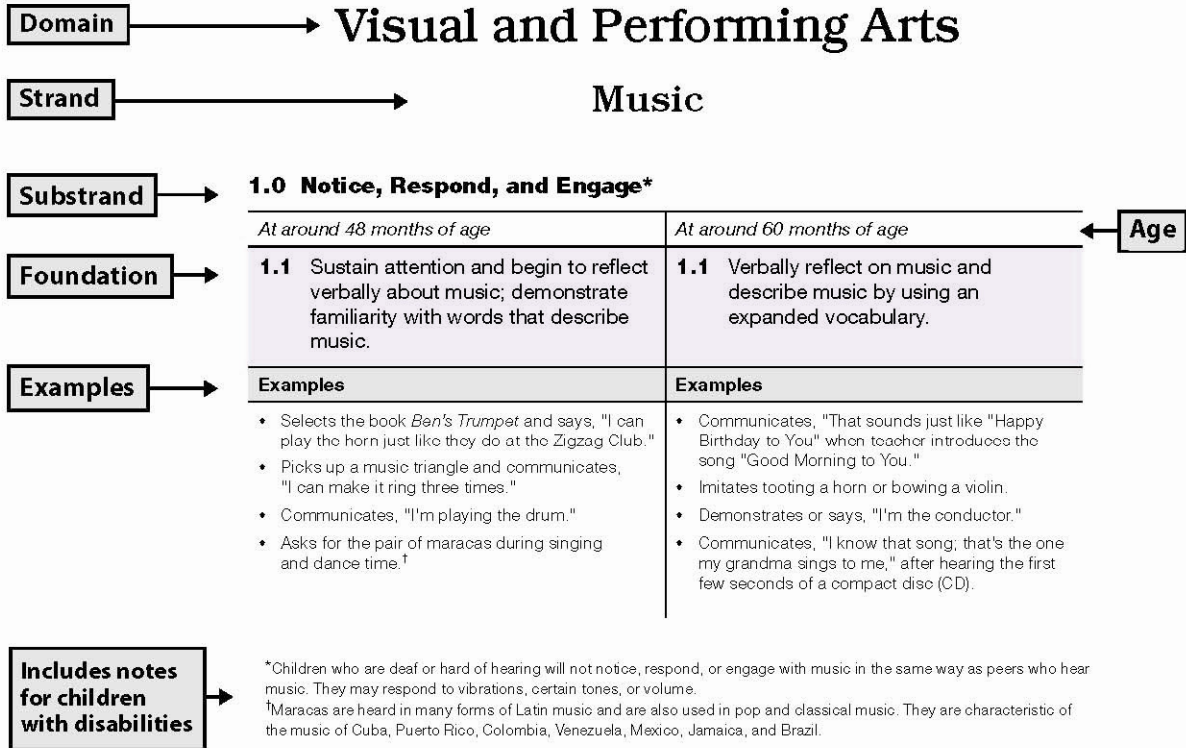 Domain
Visual and Performing Arts
Strand
Music
Substrand
1.0 Notice, Respond, and Engage*
At around 48 months of age
At around 60 months of age
Age
Foundation
1.1 Sustain attention and begin to reflect
verbally about music; demonstrate
familiarity with words that describe
music.
1.1 Verbally reflect on music and
describe music by using an
expanded vocabulary.
Examples
Examples
• Selects the book Ben's Trumpet and says, "I can
play the horn just like they do at the Zigzag Club."
• Picks up a music triangle and communicates,
"I can make it ring three times."
• Communicates, "I'm playing the drum."
• Asks for the pair of maracas during singing
and dance time.†
Examples
• Communicates, "That sounds just like "Happy
Birthday to You" when teacher introduces the
song "Good Morning to You."
• Imitates tooting a horn or bowing a violin.
• Demonstrates or says, "I'm the conductor."
• Communicates, "I know that song; that's the one
my grandma sings to me," after hearing the first
few seconds of a compact disc (CD).
Includes notes
for children
with disabilities
*Children who are deaf or hard of hearing will not notice, respond, or engage with music in the same way as peers who hear
music. They may respond to vibrations, certain tones, or volume.
†Maracas are heard in many forms of Latin music and are also used in pop and classical music. They are characteristic of
the music of Cuba, Puerto Rico, Colombia, Venezuela, Mexico, Jamaica, and Brazil.